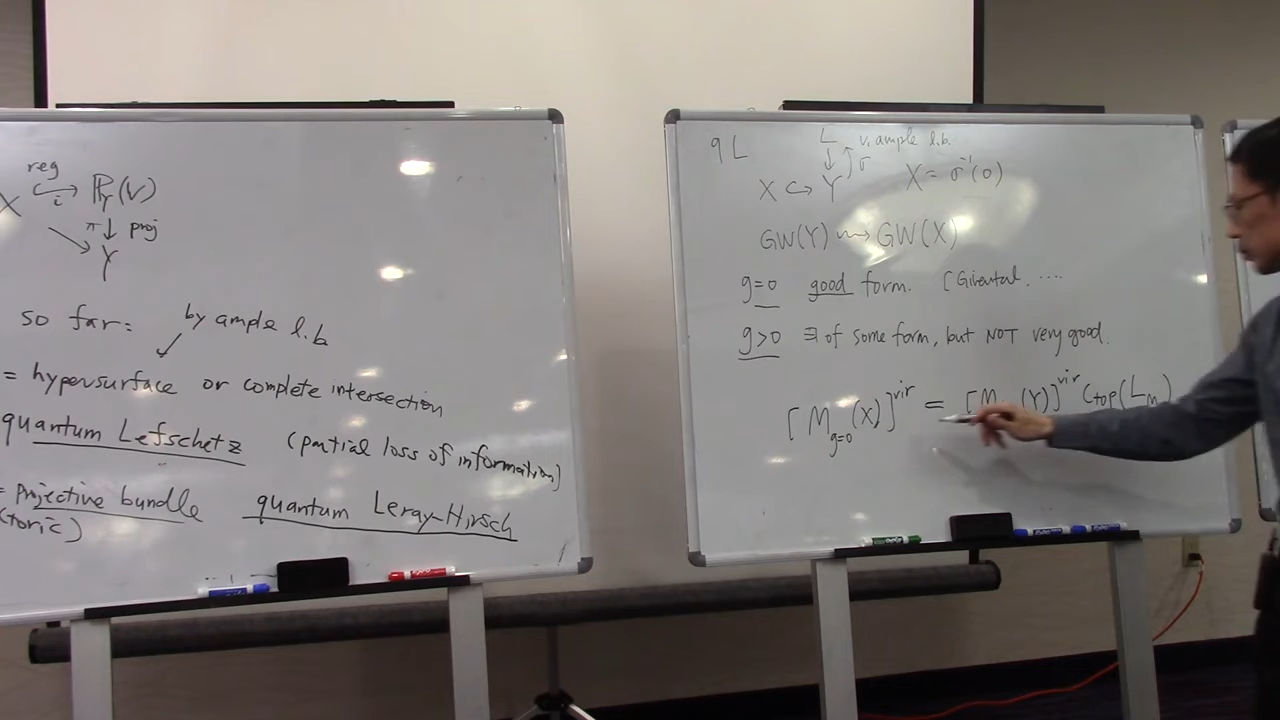 reg
X ↪ ℙ_Y(V)
i
π ↓ proj
Y
so far: by ample l.b
= hypersurface or complete intersection
quantum Lefschetz (partial loss of information)
= Projective bundle quantum Leray-Hirsch
(toric)
qL
L v. ample l.b.
↓ ↑ σ
X ↪ Y X = σ⁻¹(0)
GW(Y) ⇝ GW(X)
g=0 good form. [Givental. ....
g>0 ∃ of some form, but NOT very good.
[M_{g=0}(X)]^{vir} = [M (Y)]^{vir} C_{top}(L_n)